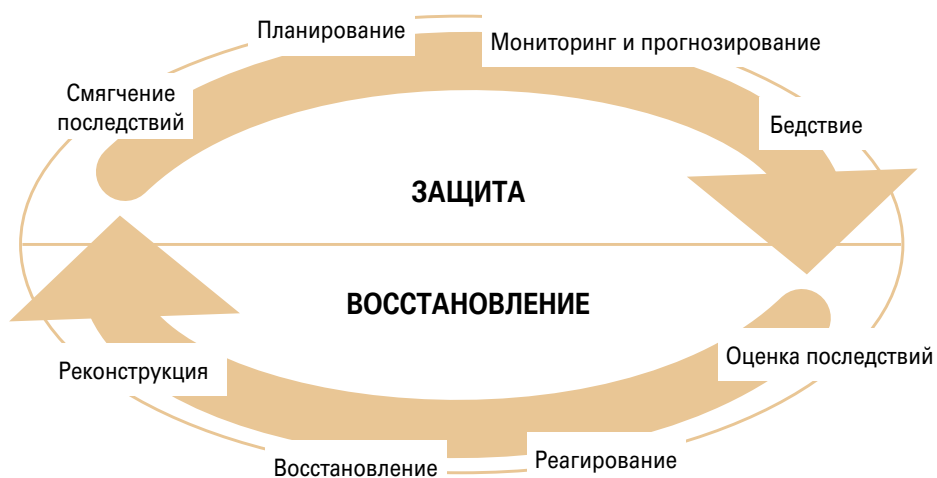 Планирование
Мониторинг и прогнозирование
Смягчение
последствий
Бедствие
ЗАЩИТА
ВОССТАНОВЛЕНИЕ
Оценка последствий
Реконструкция
Реагирование
Восстановление